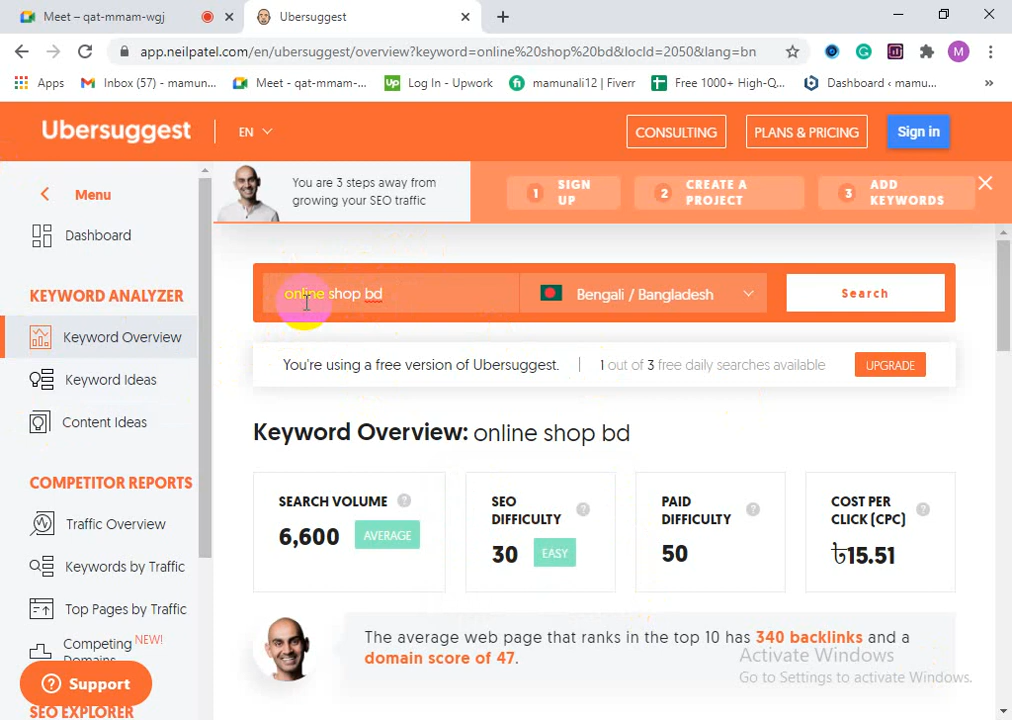 Meet – qat-mmam-wgj
Ubersuggest
app.neilpatel.com/en/ubersuggest/overview?keyword=online%20shop%20bd&locId=2050&lang=bn
M
Apps
Inbox (57) - mamun...
Meet - qat-mmam-...
Up
Log In - Upwork
fi
mamunali12 | Fiverr
Free 1000+ High-Q...
Dashboard ‹ mamu...
»
Ubersuggest
EN
CONSULTING
PLANS & PRICING
Sign in
Menu
You are 3 steps away from
growing your SEO traffic
1 SIGN
UP
2 CREATE A
PROJECT
3 ADD
KEYWORDS
Dashboard
KEYWORD ANALYZER
Keyword Overview
Keyword Ideas
Content Ideas
COMPETITOR REPORTS
Traffic Overview
Keywords by Traffic
Top Pages by Traffic
Competing NEW!
Domains
Support
SEO EXPLORER
online shop bd
Bengali / Bangladesh
Search
You're using a free version of Ubersuggest.
1 out of 3 free daily searches available
UPGRADE
Keyword Overview: online shop bd
SEARCH VOLUME ?
6,600 AVERAGE
SEO
DIFFICULTY ?
30 EASY
PAID
DIFFICULTY ?
50
COST PER
CLICK (CPC) ?
৳15.51
The average web page that ranks in the top 10 has 340 backlinks and a
domain score of 47.
Activate Windows
Go to Settings to activate Windows.